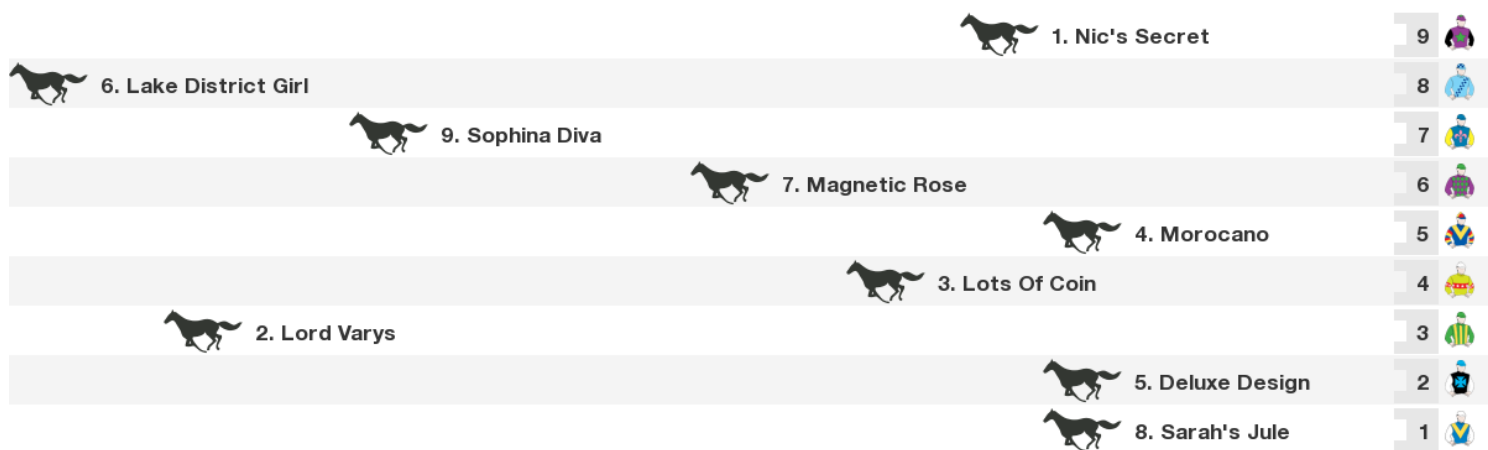 1. Nic's Secret 9
6. Lake District Girl 8
9. Sophina Diva 7
7. Magnetic Rose 6
4. Morocano 5
3. Lots Of Coin 4
2. Lord Varys 3
5. Deluxe Design 2
8. Sarah's Jule 1